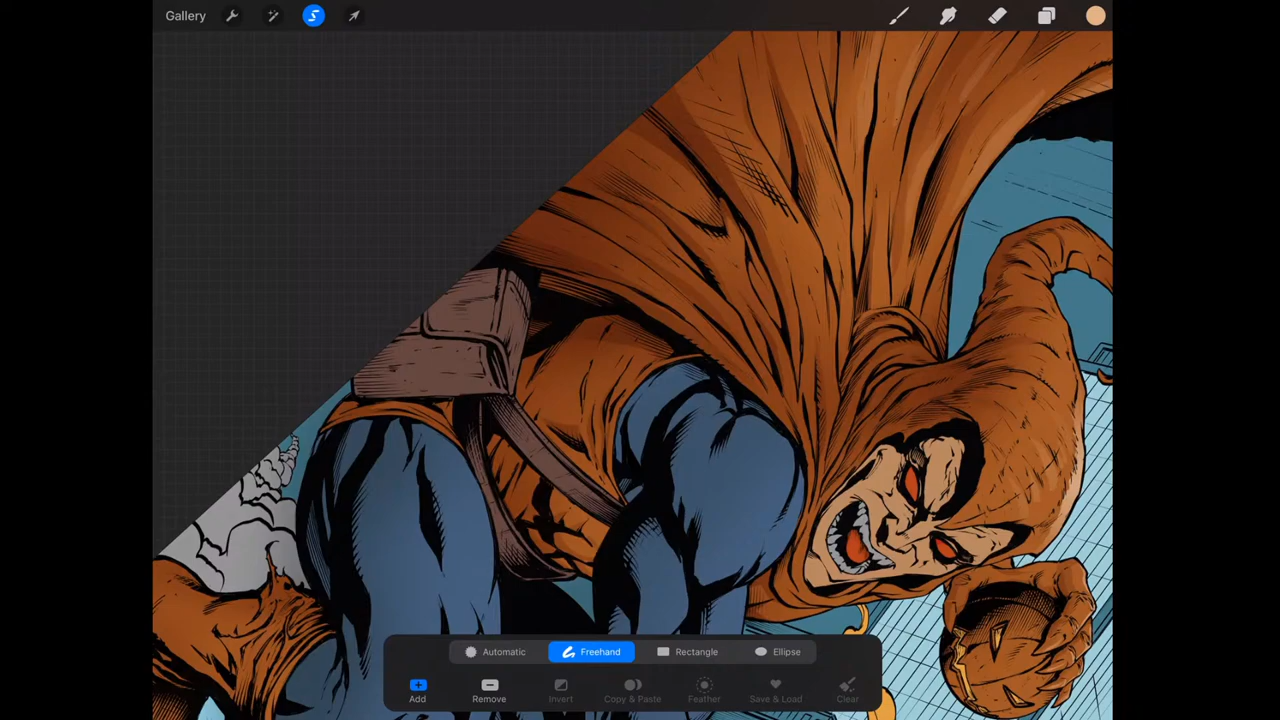 Gallery
Automatic Freehand Rectangle Ellipse
Add Remove Invert Copy & Paste Feather Save & Load Clear